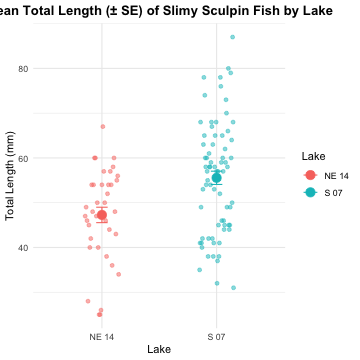 ean Total Length (± SE) of Slimy Sculpin Fish by Lake
80
60
40
Total Length (mm)
NE 14
S 07
Lake
Lake
NE 14
S 07